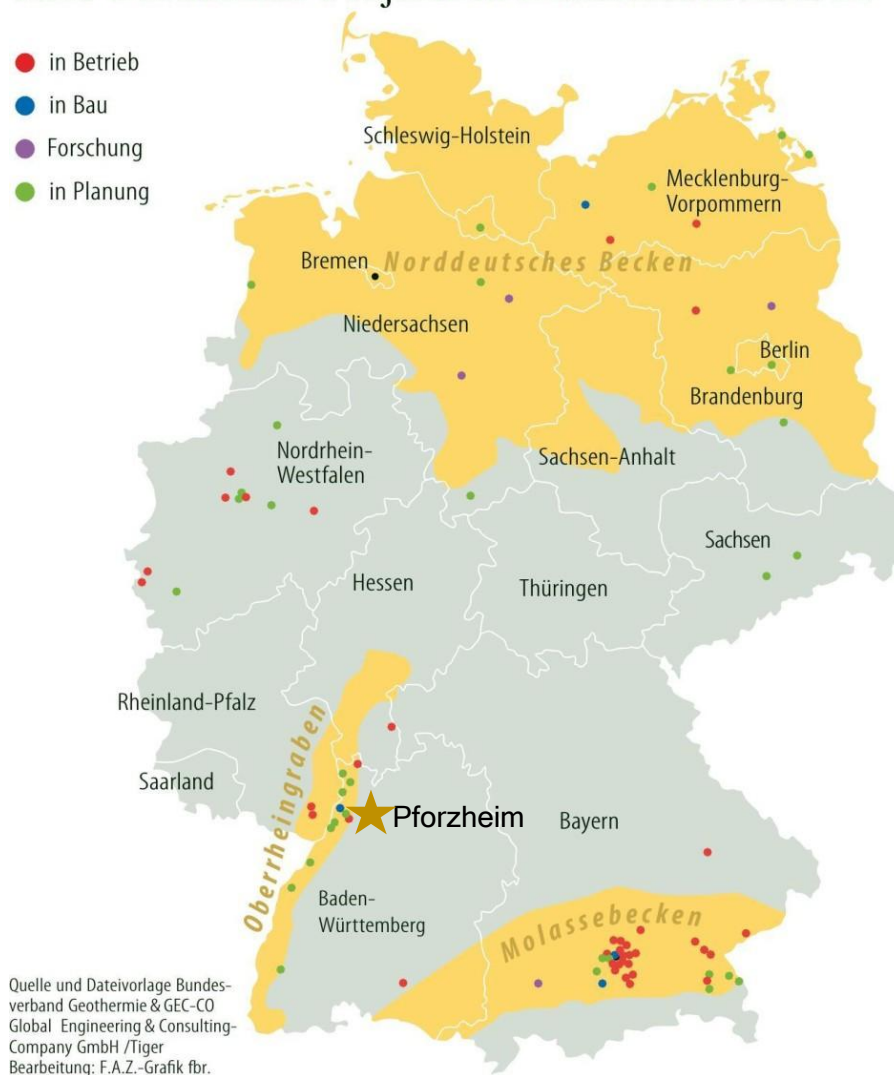 in Betrieb
in Bau
Forschung
in Planung
Schleswig-Holstein
Mecklenburg-
Vorpommern
Bremen
Norddeutsches Becken
Niedersachsen
Berlin
Brandenburg
Nordrhein-
Westfalen
Sachsen-Anhalt
Sachsen
Hessen
Thüringen
Rheinland-Pfalz
Saarland
Oberrheingraben
Pforzheim
Bayern
Baden-
Württemberg
Molassebecken
Quelle und Dateivorlage Bundes-
verband Geothermie & GEC-CO
Global Engineering & Consulting-
Company GmbH /Tiger
Bearbeitung: F.A.Z.-Grafik fbr.